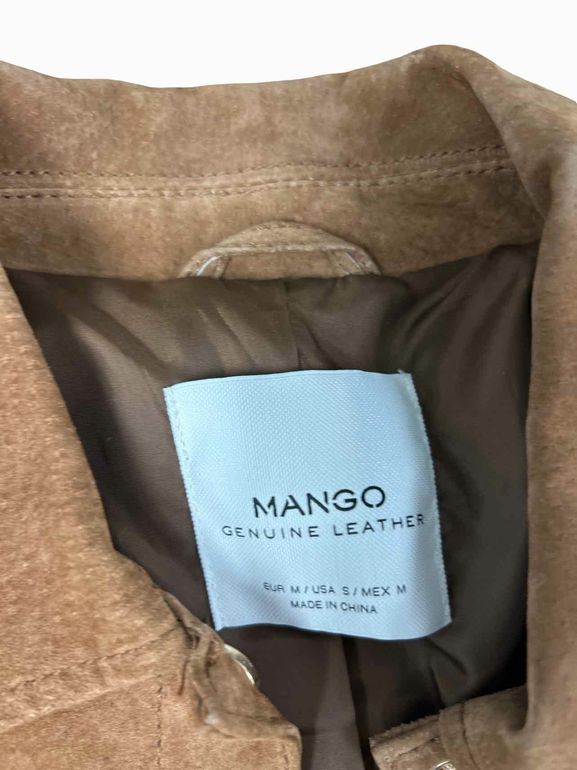 MANGO
GENUINE LEATHER
EUR M / USA S / MEX M
MADE IN CHINA